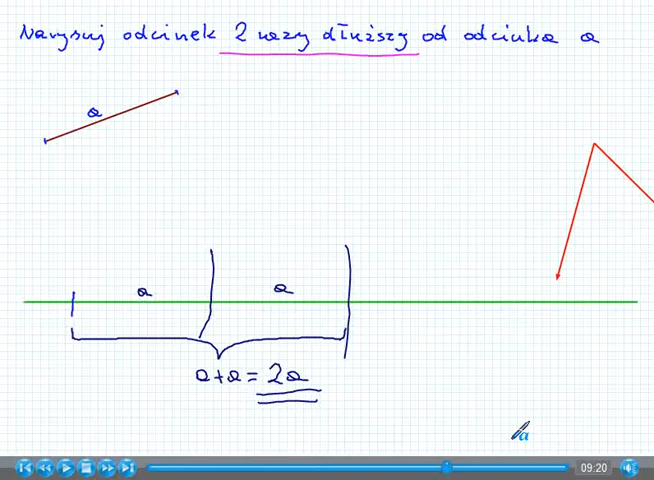 Narysuj odcinek 2 razy dłuższy od odcinka a
a
a a
a+a = 2a
a
09:20